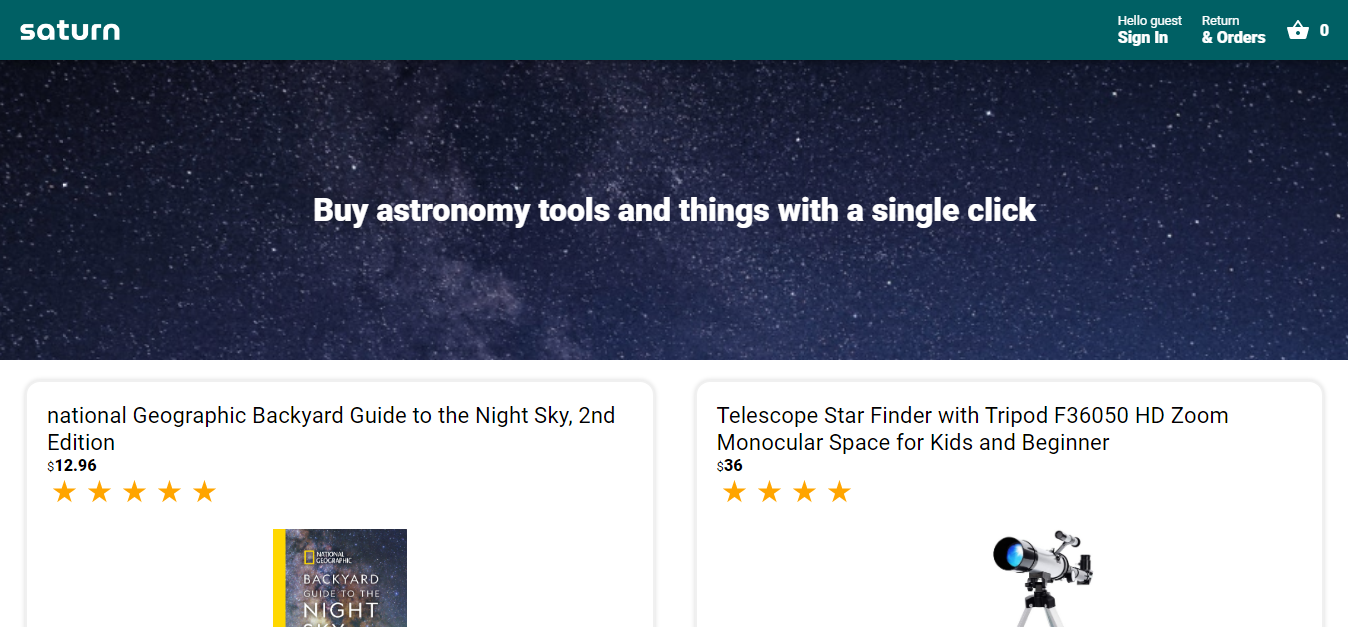 saturn
Hello guest
Sign In
Return
& Orders
0
Buy astronomy tools and things with a single click
national Geographic Backyard Guide to the Night Sky, 2nd
Edition
$12.96
Telescope Star Finder with Tripod F36050 HD Zoom
Monocular Space for Kids and Beginner
$36
NATIONAL
GEOGRAPHIC
BACKYARD
GUIDE TO THE
NIGHT
SKY